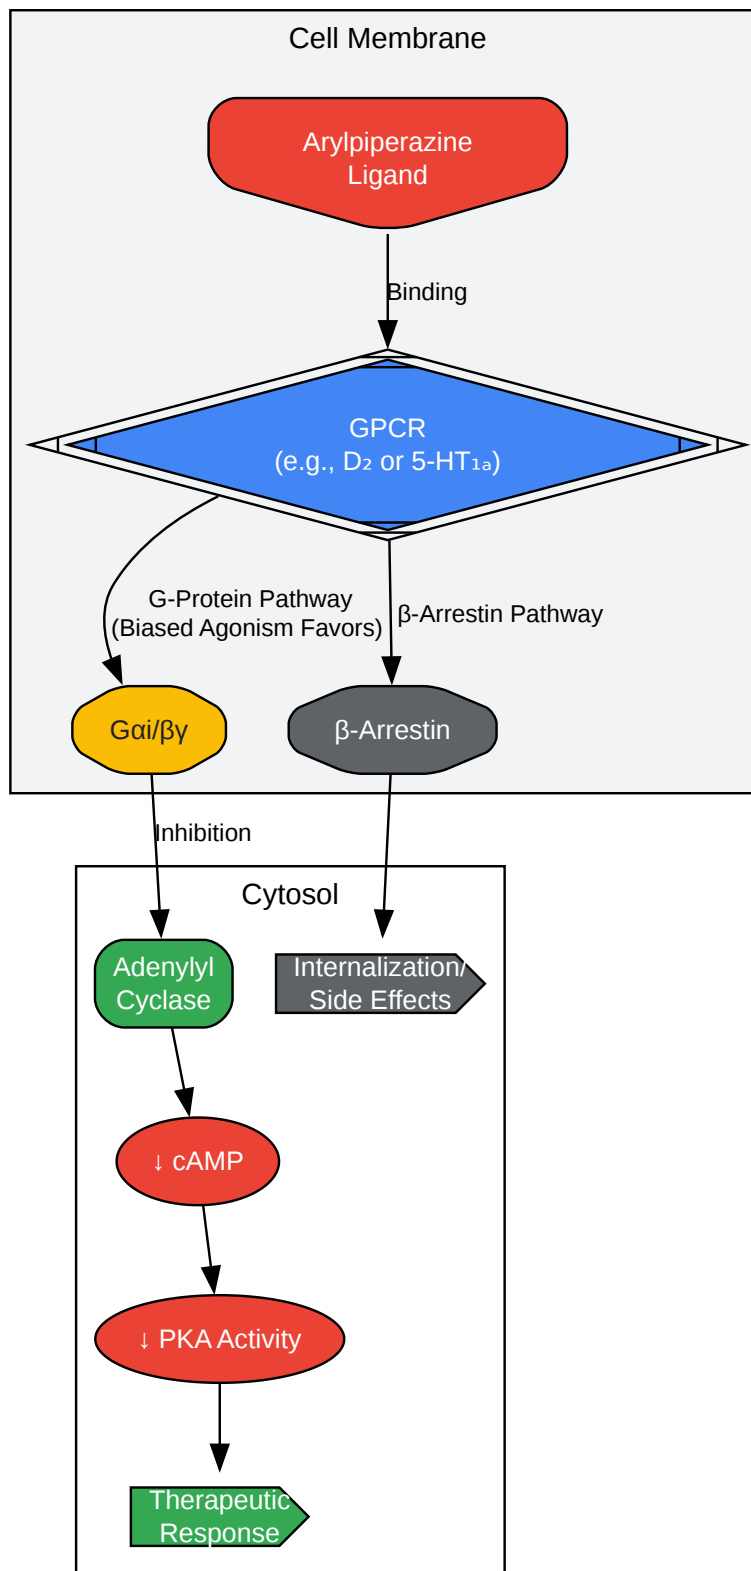 Cell Membrane
Arylpiperazine
Ligand
Binding
GPCR
(e.g., D₂ or 5-HT₁ₐ)
G-Protein Pathway
(Biased Agonism Favors)
β-Arrestin Pathway
Gαi/βγ
β-Arrestin
Inhibition
Cytosol
Adenylyl
Cyclase
Internalization/
Side Effects
↓ cAMP
↓ PKA Activity
Therapeutic
Response